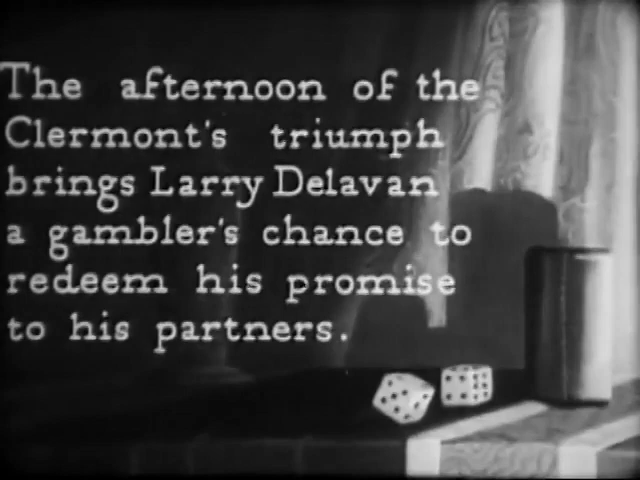 The afternoon of the
Clermont's triumph
brings Larry Delavan
a gambler's chance to
redeem his promise
to his partners.